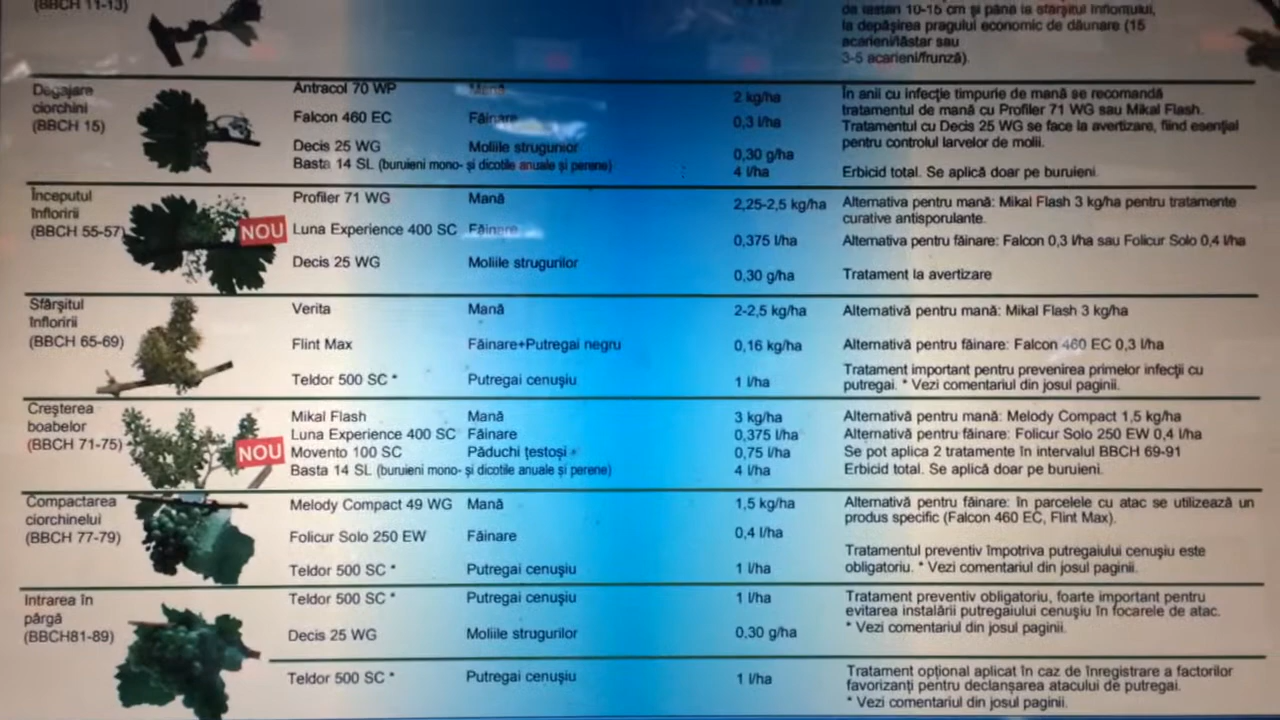 (BBCH 11-13)
de lăstari 10-15 cm și până la sfârșitul înfloritului,
la depășirea pragului economic de dăunare (15
acarieni/lăstar sau
3-5 acarieni/frunză).
Degajare
ciorchini
(BBCH 15)
Antracol 70 WP Mană 2 kg/ha
Falcon 460 EC Făinare 0,3 l/ha
Decis 25 WG Moliile strugurilor 0,30 g/ha
Basta 14 SL (buruieni mono- și dicotile anuale și perene) 4 l/ha
În anii cu infecție timpurie de mană se recomandă
tratamentul de mană cu Profiler 71 WG sau Mikal Flash.
Tratamentul cu Decis 25 WG se face la avertizare, fiind esențial
pentru controlul larvelor de molii.
Erbicid total. Se aplică doar pe buruieni.
Începutul
înfloririi
(BBCH 55-57)
NOU
Profiler 71 WG Mană 2,25-2,5 kg/ha
Luna Experience 400 SC Făinare 0,375 l/ha
Decis 25 WG Moliile strugurilor 0,30 g/ha
Alternativa pentru mană: Mikal Flash 3 kg/ha pentru tratamente
curative antisporulante.
Alternativa pentru făinare: Falcon 0,3 l/ha sau Folicur Solo 0,4 l/ha
Tratament la avertizare
Sfârșitul
înfloririi
(BBCH 65-69)
Verita Mană 2-2,5 kg/ha Alternativă pentru mană: Mikal Flash 3 kg/ha
Flint Max Făinare+Putregai negru 0,16 kg/ha Alternativă pentru făinare: Falcon 460 EC 0,3 l/ha
Teldor 500 SC * Putregai cenușiu 1 l/ha
Tratament important pentru prevenirea primelor infecții cu
putregai. * Vezi comentariul din josul paginii.
Creșterea
boabelor
(BBCH 71-75)
NOU
Mikal Flash Mană 3 kg/ha Alternativă pentru mană: Melody Compact 1,5 kg/ha
Luna Experience 400 SC Făinare 0,375 l/ha Alternativă pentru făinare: Folicur Solo 250 EW 0,4 l/ha
Movento 100 SC Păduchi țestoși * 0,75 l/ha Se pot aplica 2 tratamente în intervalul BBCH 69-91
Basta 14 SL (buruieni mono- și dicotile anuale și perene) 4 l/ha Erbicid total. Se aplică doar pe buruieni.
Compactarea
ciorchinelui
(BBCH 77-79)
Melody Compact 49 WG Mană 1,5 kg/ha
Folicur Solo 250 EW Făinare 0,4 l/ha
Teldor 500 SC * Putregai cenușiu 1 l/ha
Alternativă pentru făinare: în parcelele cu atac se utilizează un
produs specific (Falcon 460 EC, Flint Max).
Tratamentul preventiv împotriva putregaiului cenușiu este
obligatoriu. * Vezi comentariul din josul paginii.
Intrarea în
pârgă
(BBCH81-89)
Teldor 500 SC * Putregai cenușiu 1 l/ha
Decis 25 WG Moliile strugurilor 0,30 g/ha
Tratament preventiv obligatoriu, foarte important pentru
evitarea instalării putregaiului cenușiu în focarele de atac.
* Vezi comentariul din josul paginii.
Teldor 500 SC * Putregai cenușiu 1 l/ha
Tratament opțional aplicat în caz de înregistrare a factorilor
favorizanți pentru declanșarea atacului de putregai.
* Vezi comentariul din josul paginii.